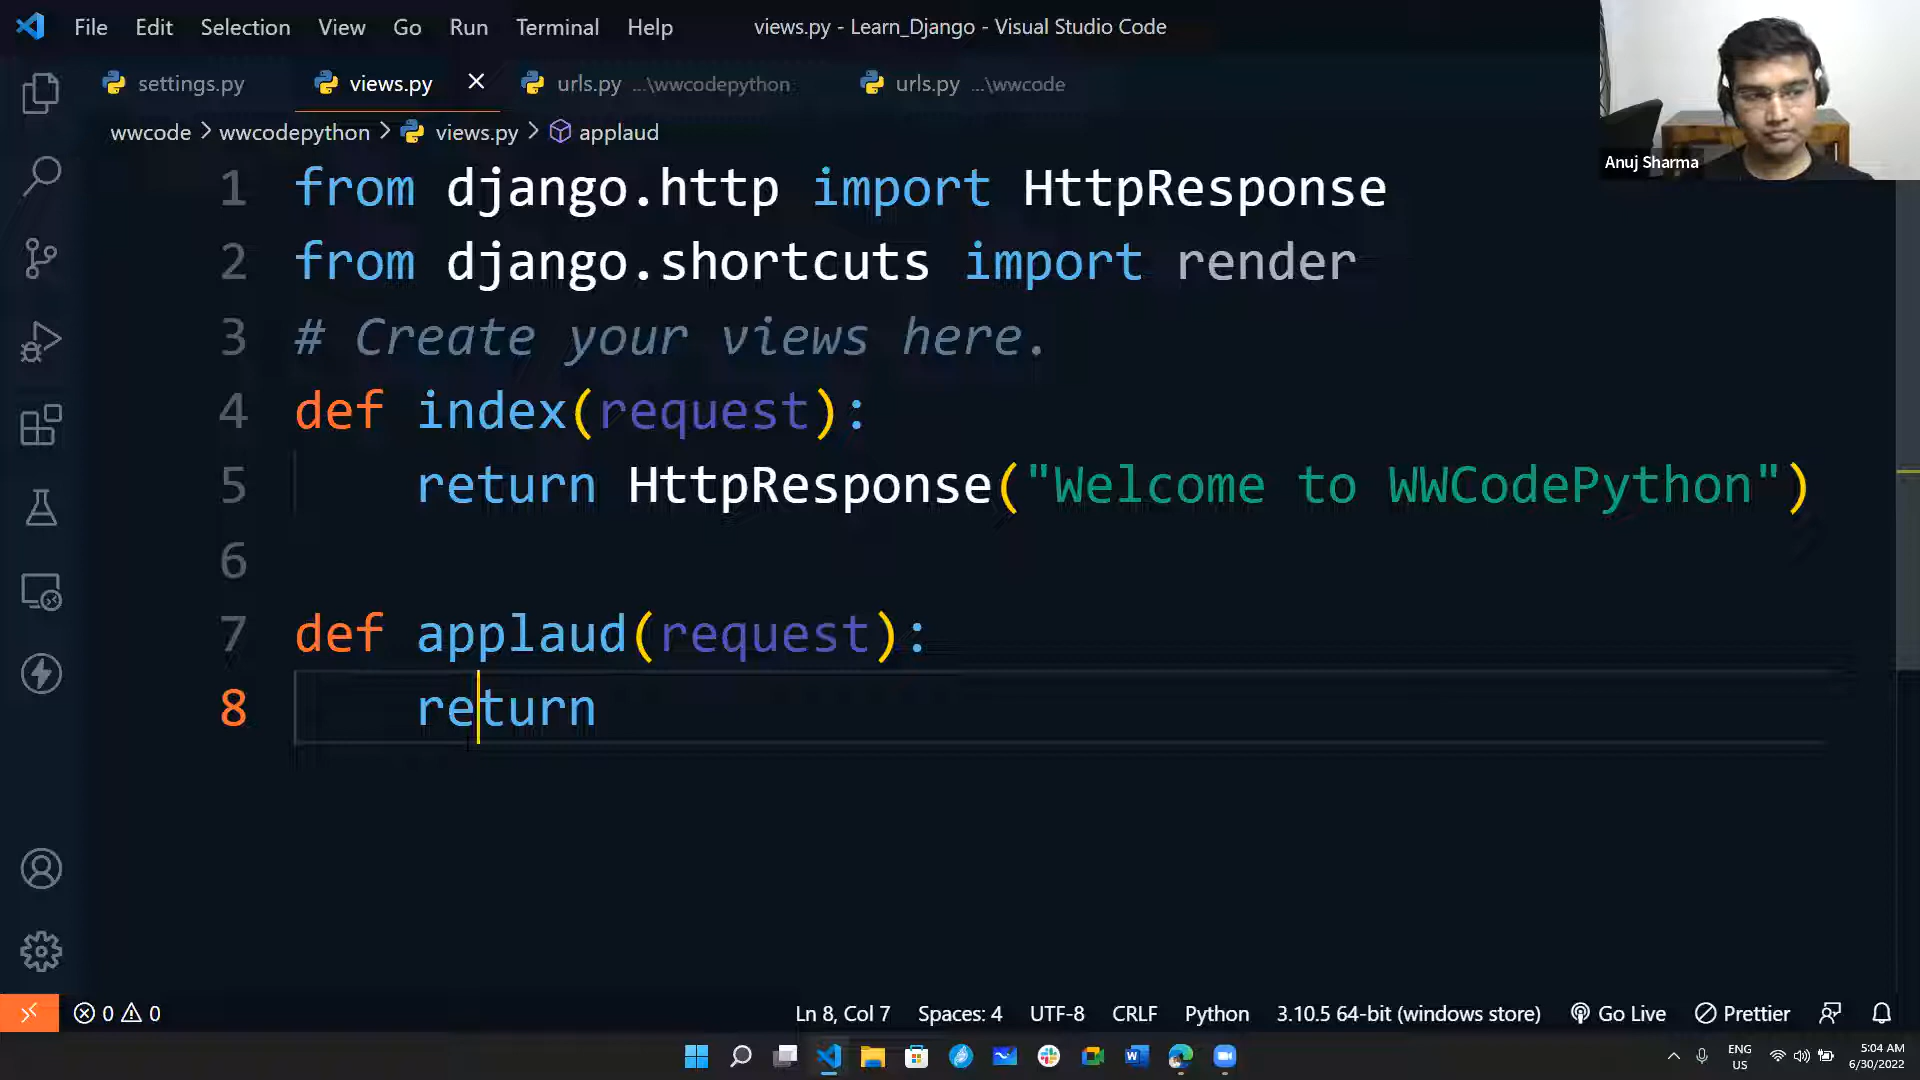 File Edit Selection View Go Run Terminal Help views.py - Learn_Django - Visual Studio Code
settings.py views.py urls.py ...\wwcodepython urls.py ...\wwcode
wwcode > wwcodepython > views.py > applaud
Anuj Sharma
1 from django.http import HttpResponse
2 from django.shortcuts import render
3 # Create your views here.
4 def index(request):
5 return HttpResponse("Welcome to WWCodePython")
6
7 def applaud(request):
8 return
0 0 Ln 8, Col 7 Spaces: 4 UTF-8 CRLF Python 3.10.5 64-bit (windows store) Go Live Prettier
ENG 5:04 AM
US 6/30/2022